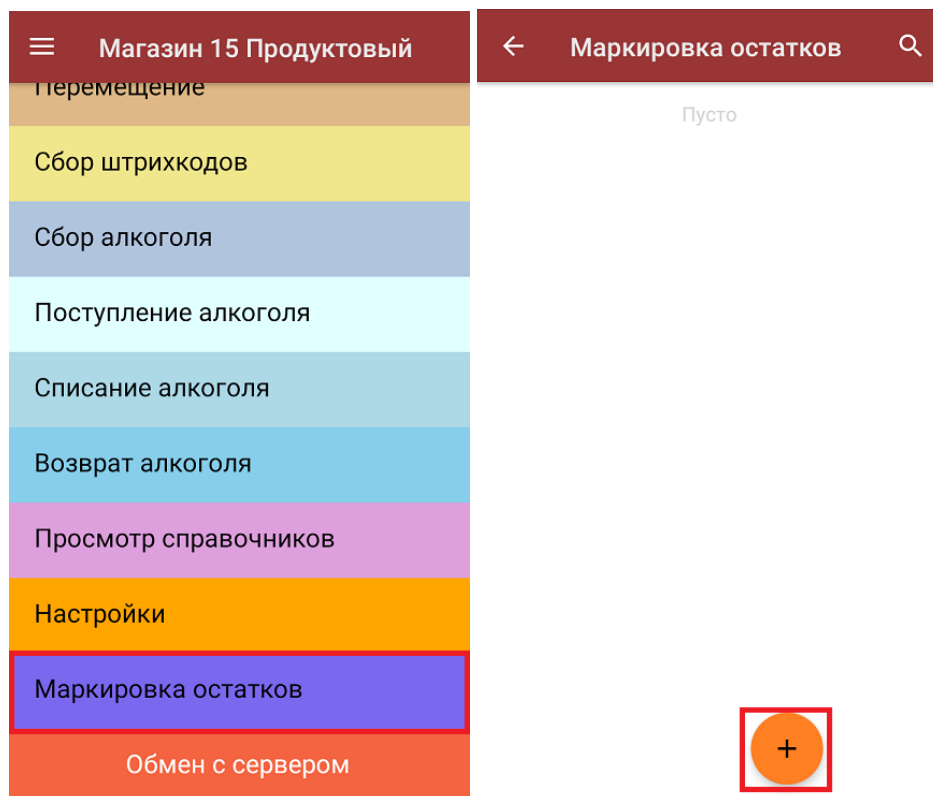 Магазин 15 Продуктовый
Перемещение
Сбор штрихкодов
Сбор алкоголя
Поступление алкоголя
Списание алкоголя
Возврат алкоголя
Просмотр справочников
Настройки
Маркировка остатков
Обмен с сервером
Маркировка остатков
Пусто
+